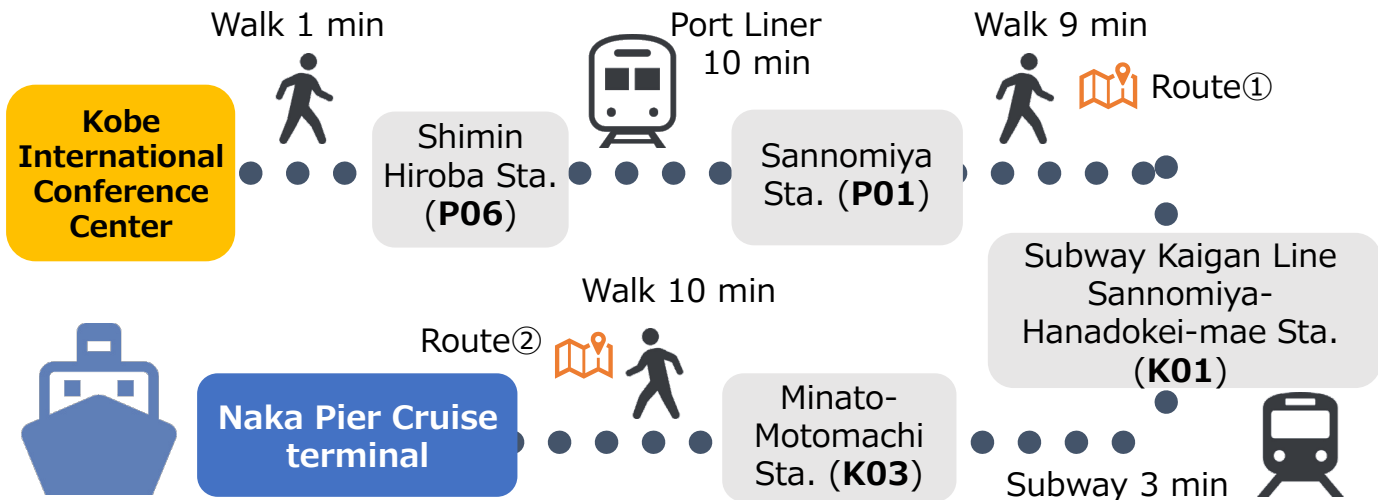 Walk 1 min
Port Liner
10 min
Walk 9 min
Route①
Kobe
International
Conference
Center
Shimin
Hiroba Sta.
(P06)
Sannomiya
Sta. (P01)
Subway Kaigan Line
Sannomiya-
Hanadokei-mae Sta.
(K01)
Subway 3 min
Minato-
Motomachi
Sta. (K03)
Walk 10 min
Route②
Naka Pier Cruise
terminal